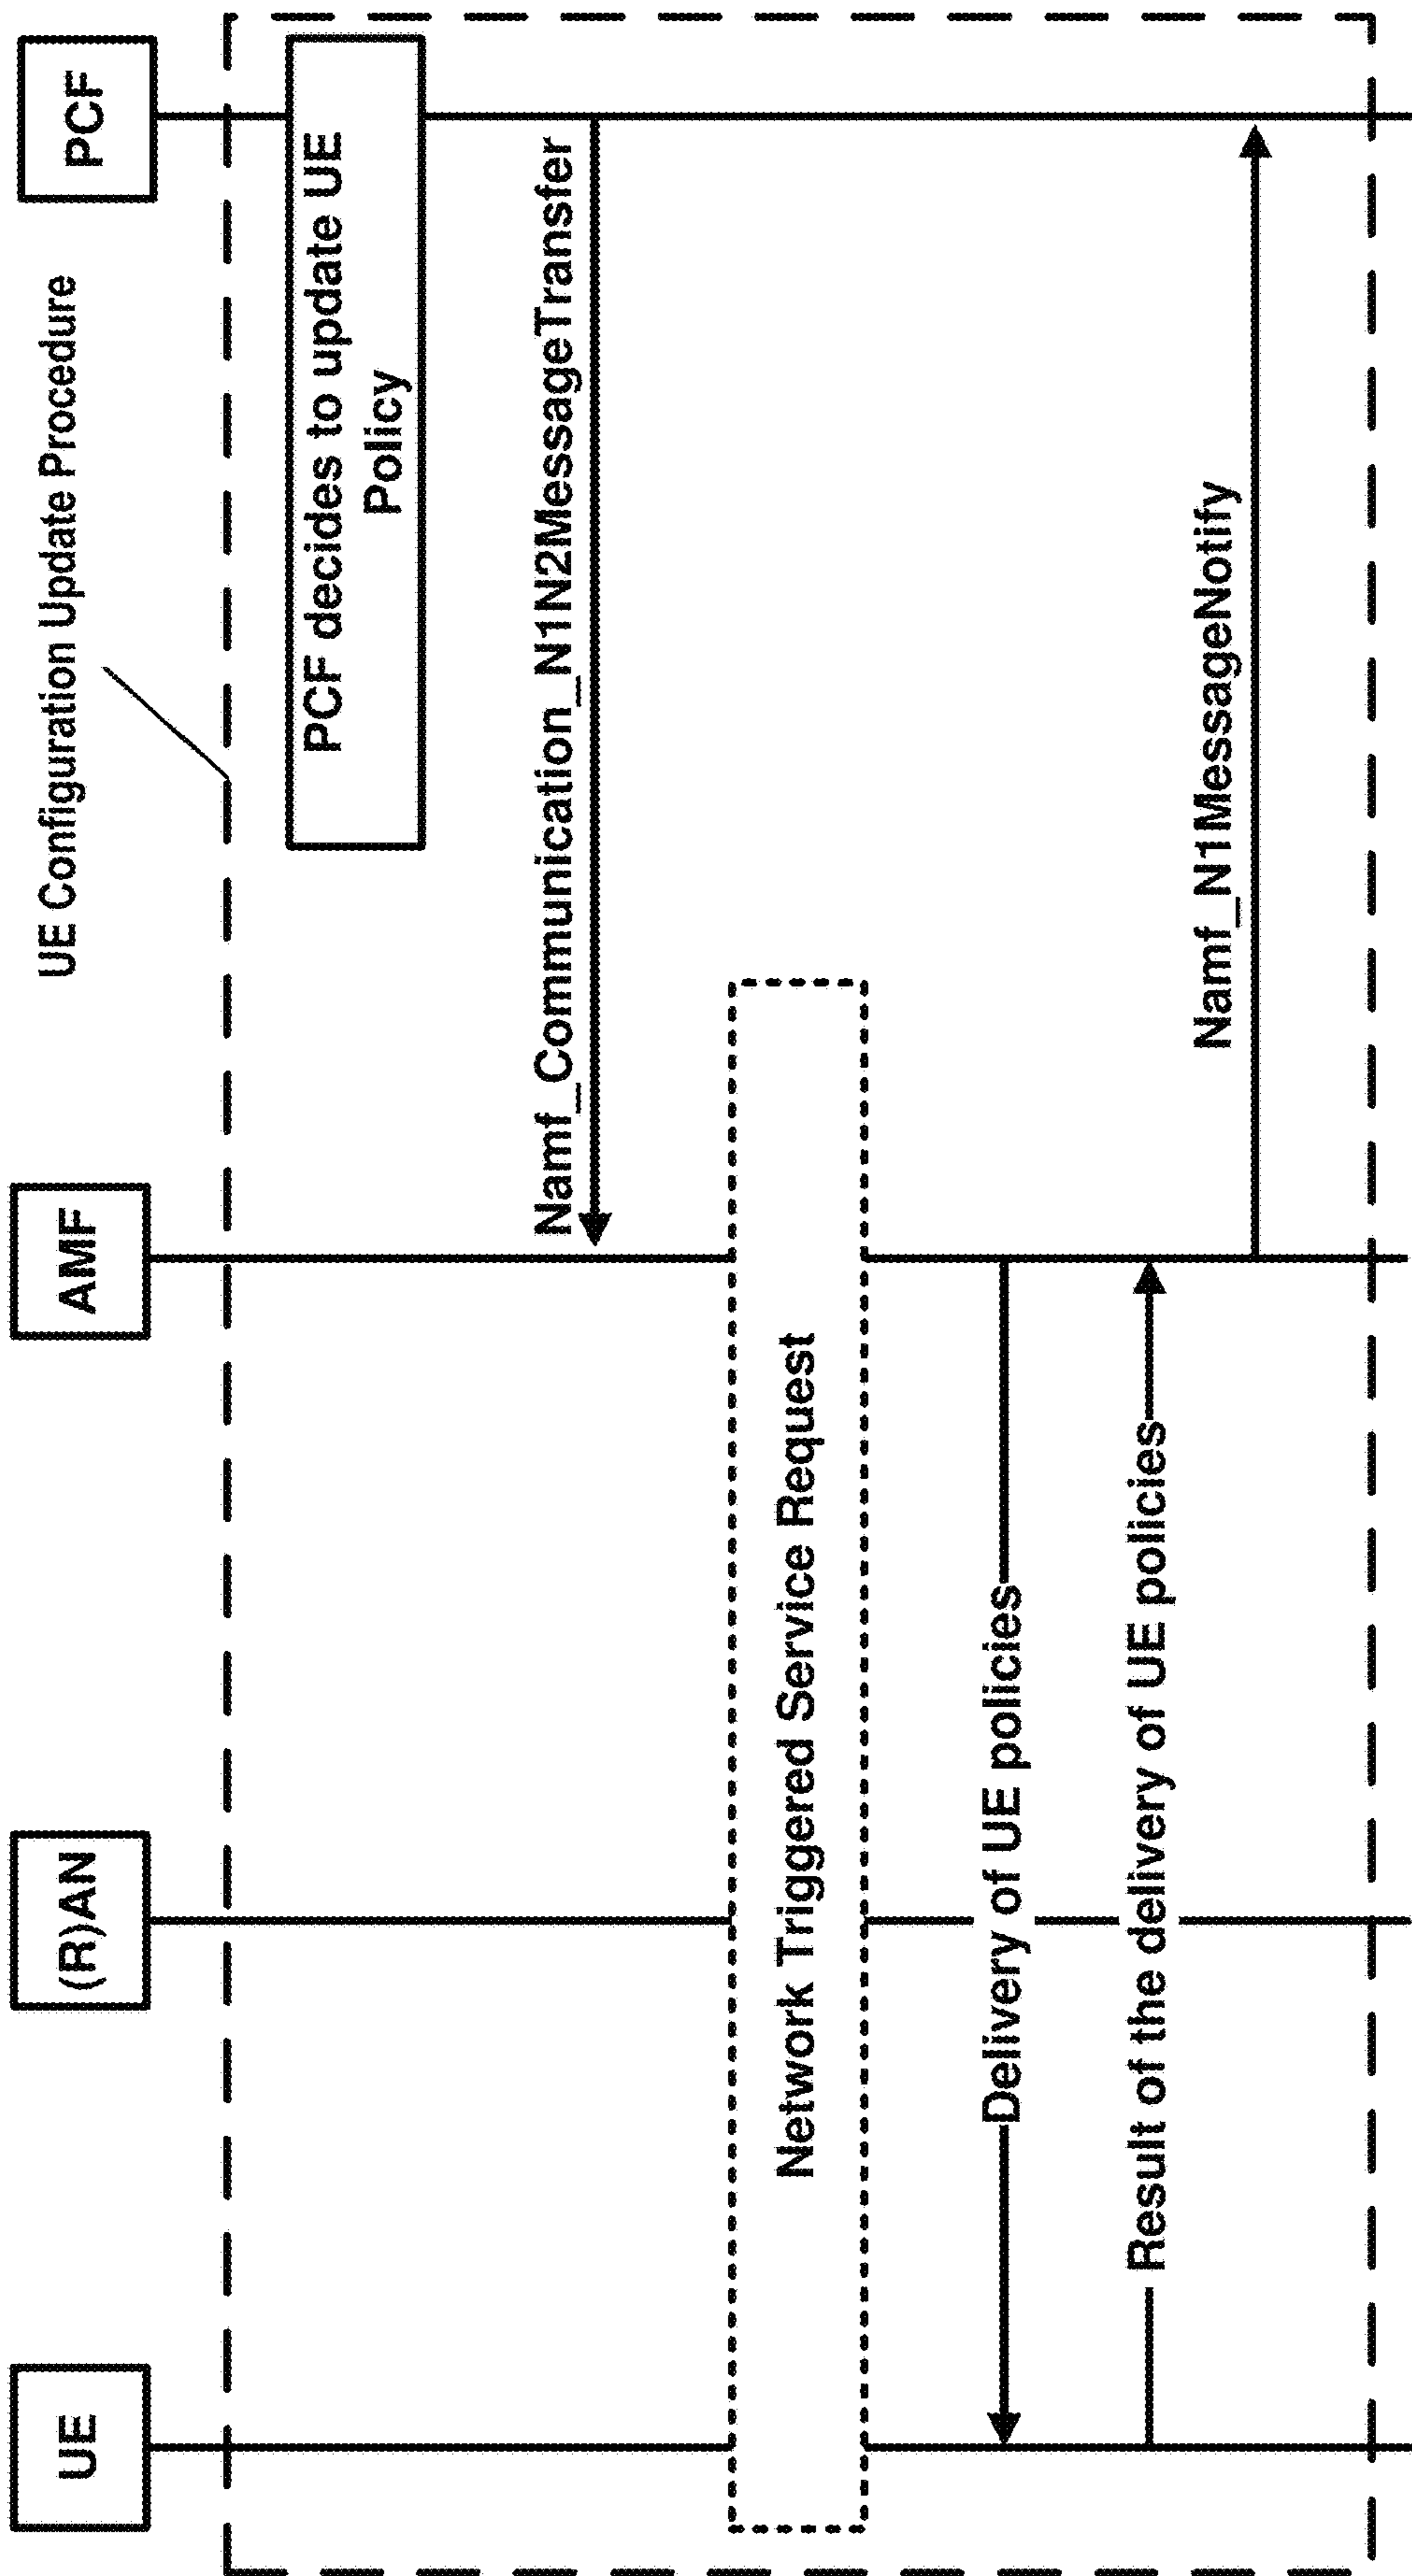 UE
(R)AN
AMF
PCF
UE Configuration Update Procedure
PCF decides to update UE
Policy
Namf_Communication_N1N2MessageTransfer
Network Triggered Service Request
Delivery of UE policies
Result of the delivery of UE policies
Namf_N1MessageNotify